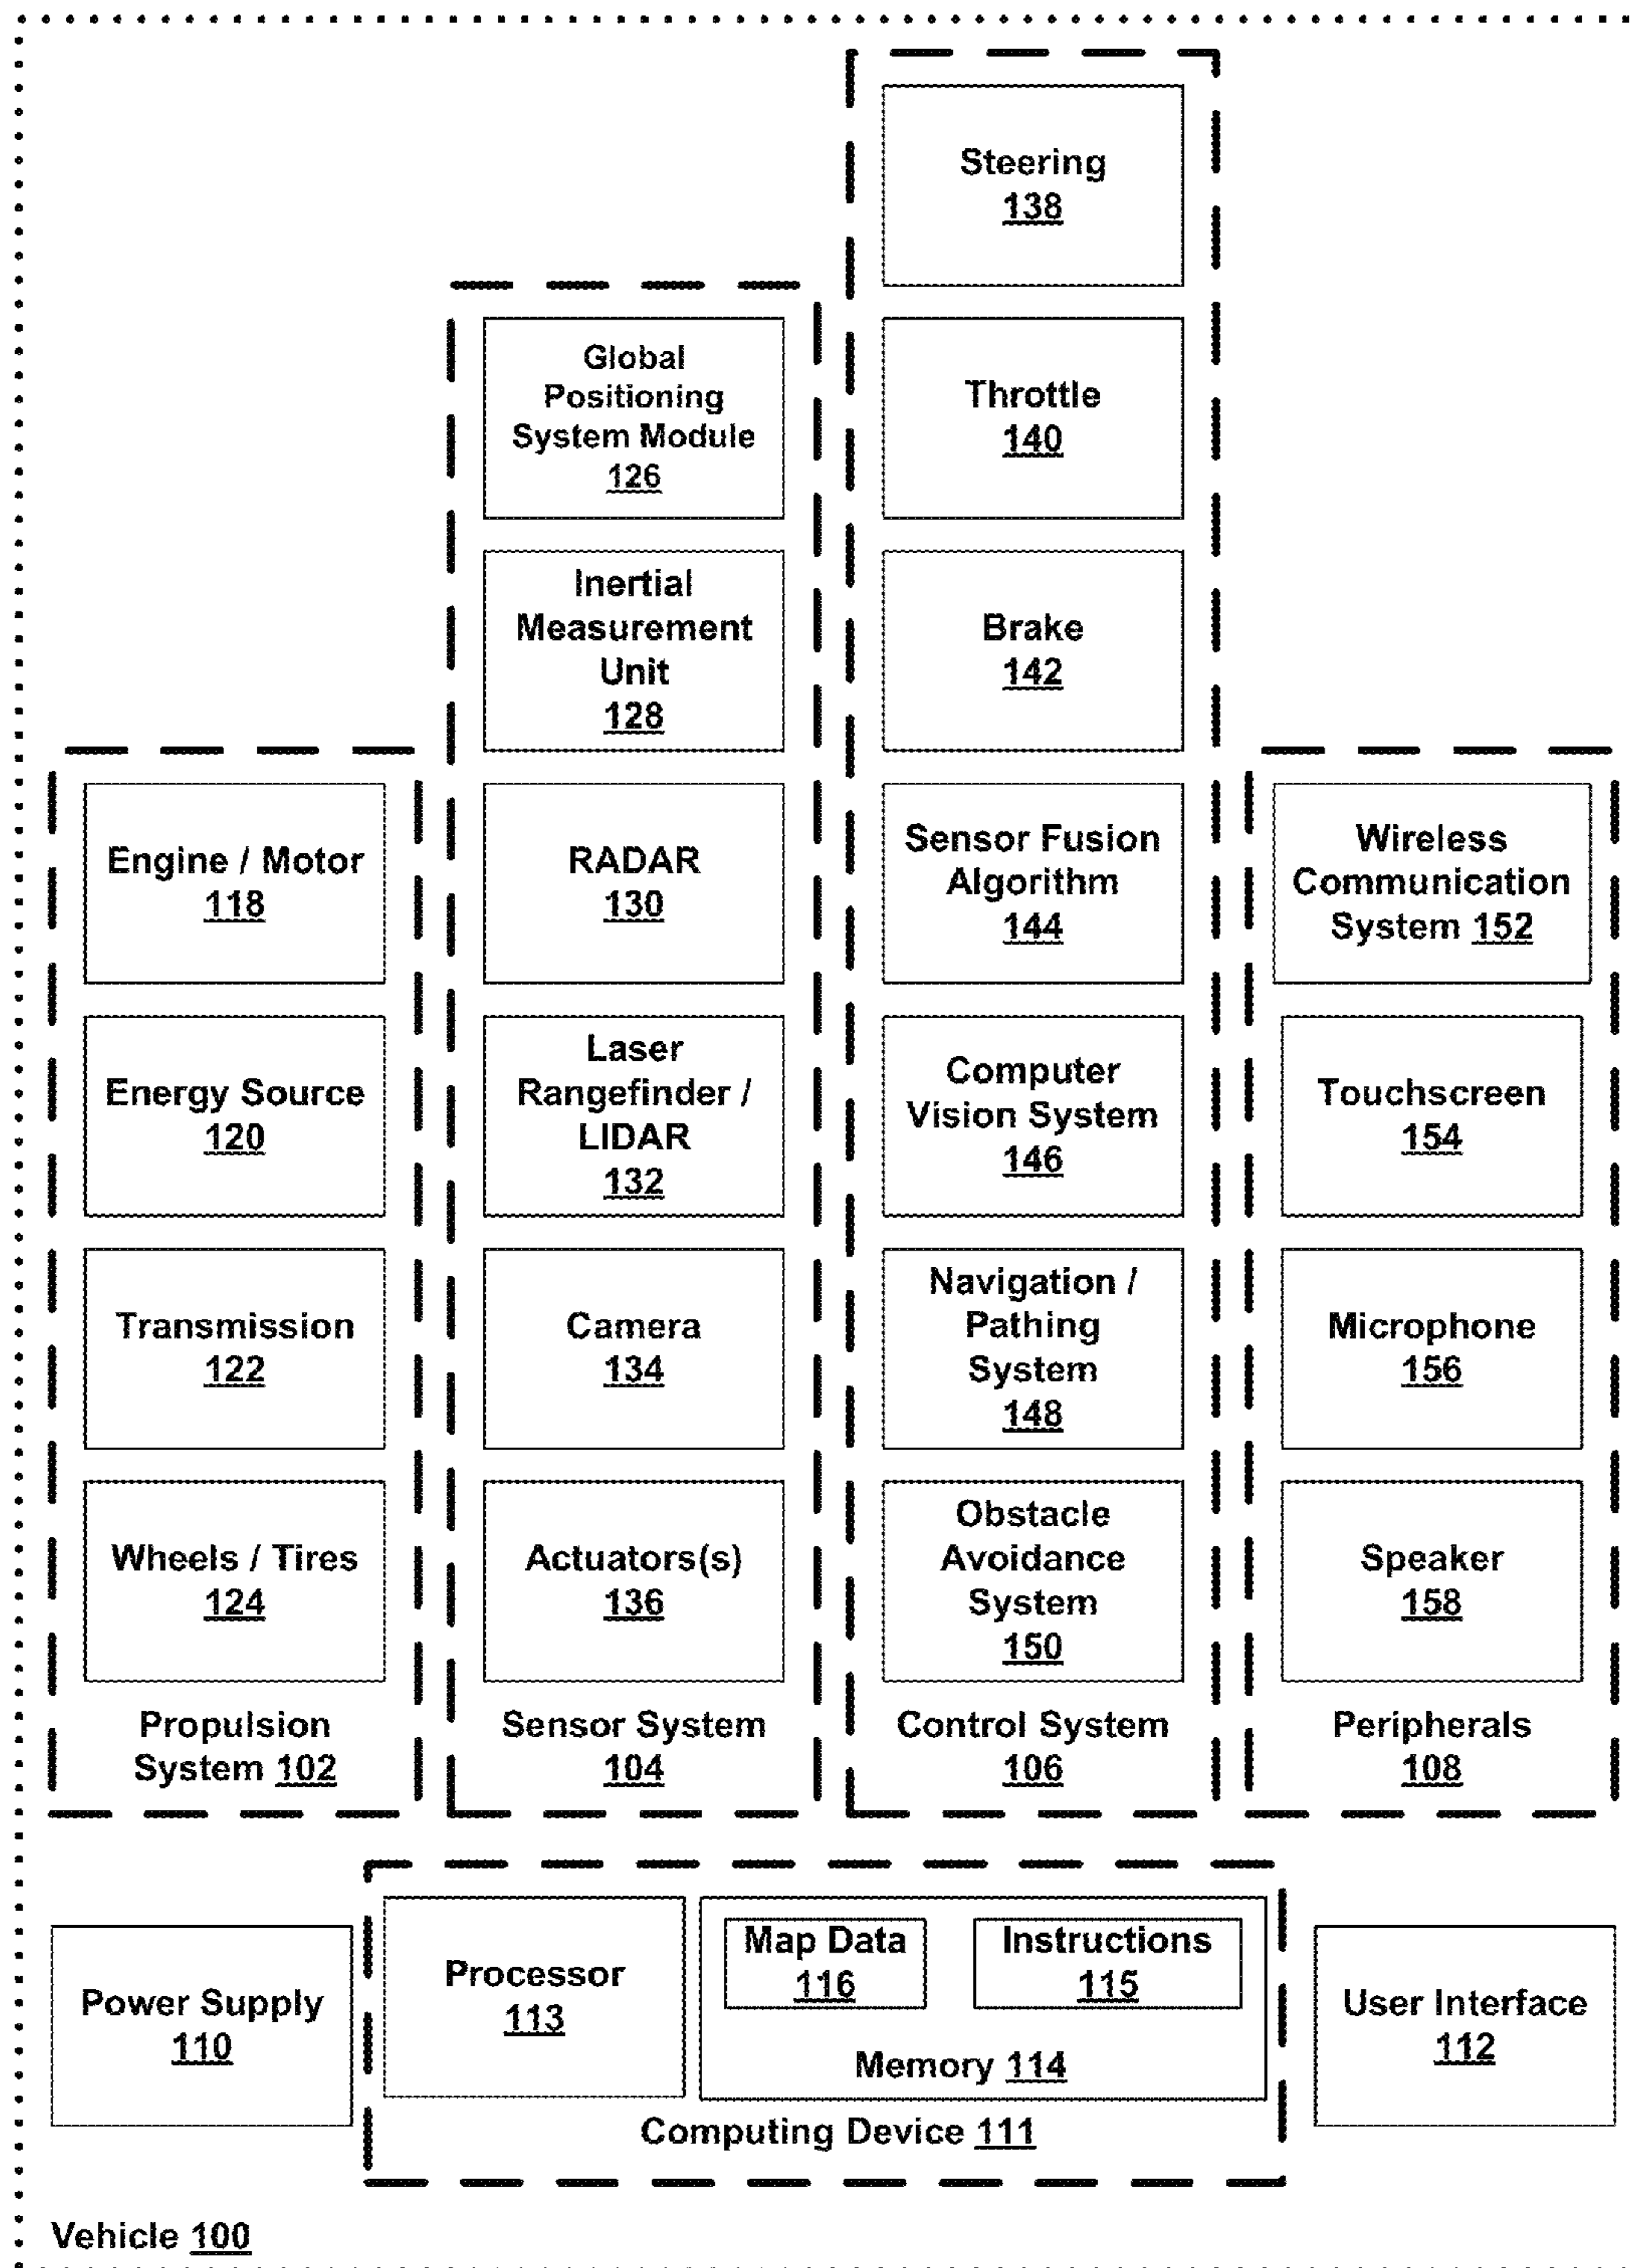 Steering
138
Throttle
140
Brake
142
Sensor Fusion
Algorithm
144
Computer
Vision System
146
Navigation /
Pathing
System
148
Obstacle
Avoidance
System
150
Control System
106
Global
Positioning
System Module
126
Inertial
Measurement
Unit
128
RADAR
130
Laser
Rangefinder /
LIDAR
132
Camera
134
Actuators(s)
136
Sensor System
104
Engine / Motor
118
Energy Source
120
Transmission
122
Wheels / Tires
124
Propulsion
System 102
Wireless
Communication
System 152
Touchscreen
154
Microphone
156
Speaker
158
Peripherals
108
Power Supply
110
Processor
113
Map Data
116
Instructions
115
Memory 114
Computing Device 111
User Interface
112
Vehicle 100